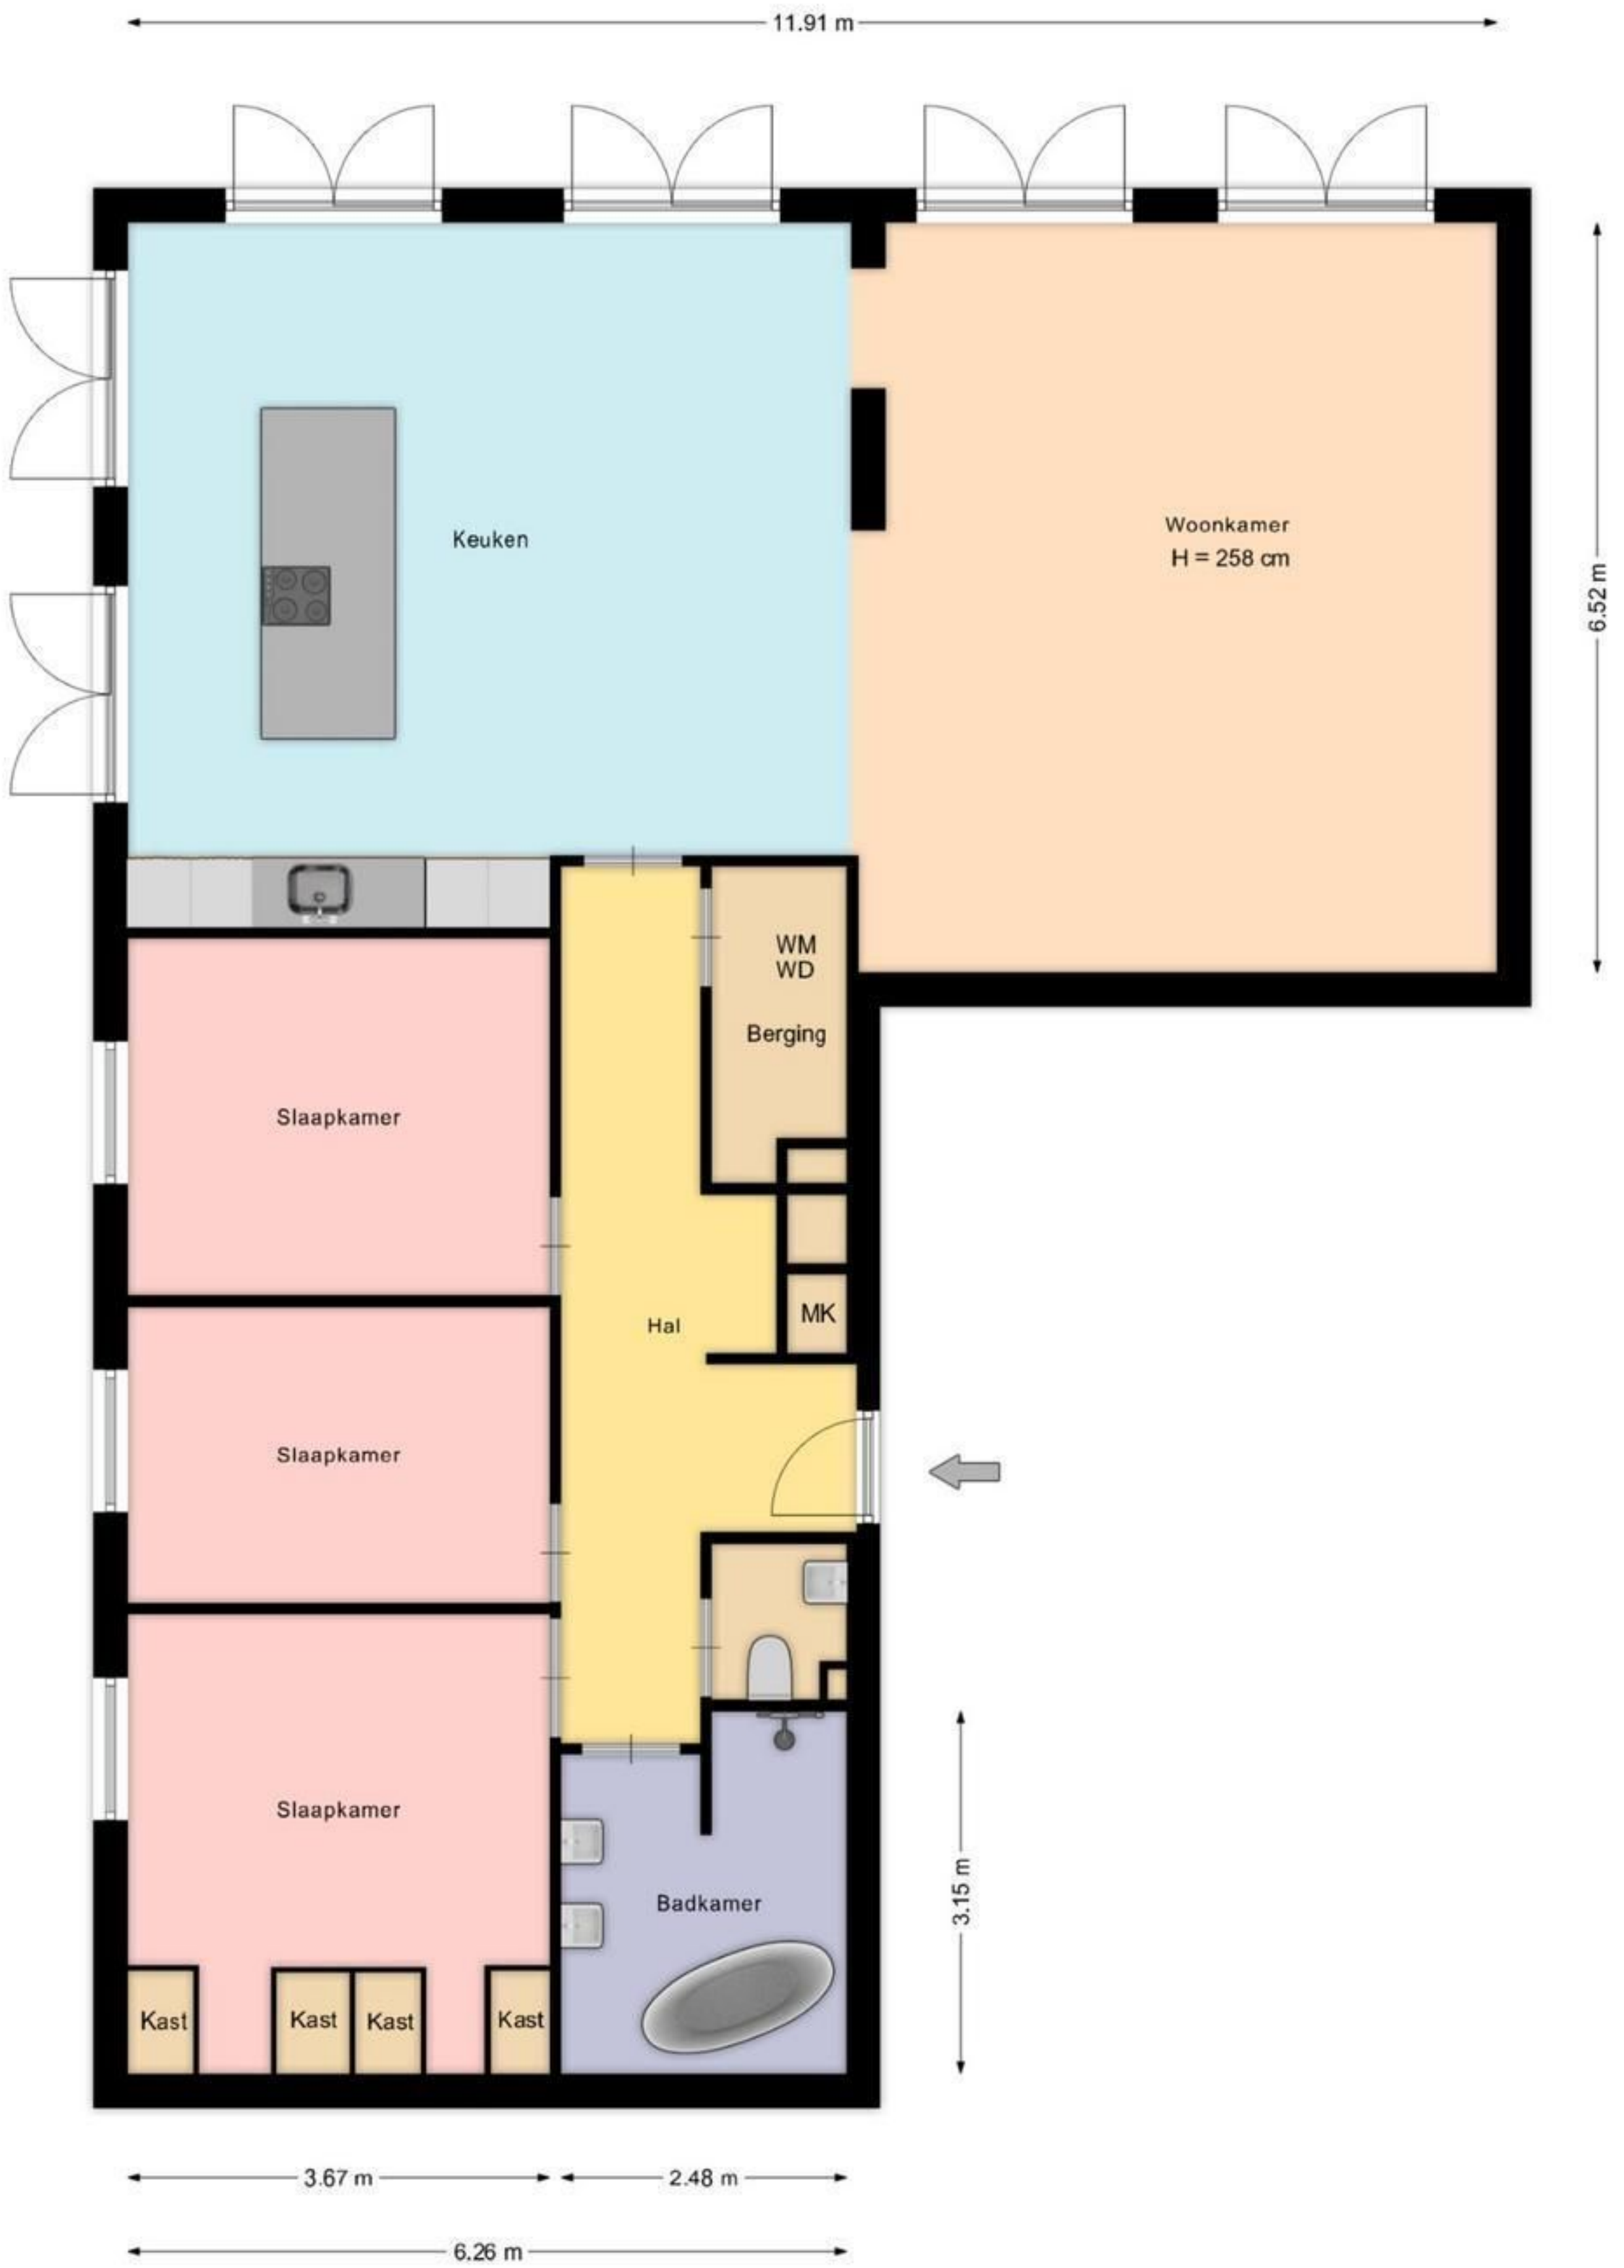 11.91 m
Keuken
Woonkamer
H = 258 cm
6.52 m
WM
WD
Berging
Slaapkamer
MK
Hal
Slaapkamer
Slaapkamer
Badkamer
3.15 m
Kast
Kast
Kast
Kast
3.67 m
2.48 m
6.26 m